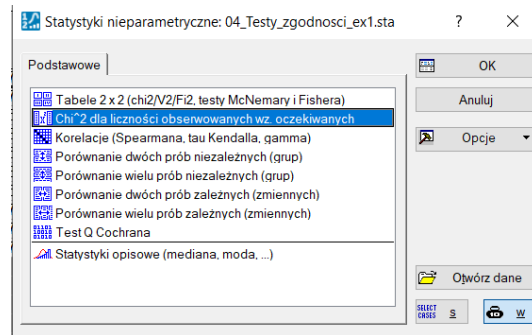 Statystyki nieparametryczne: 04_Testy_zgodnosci_ex1.sta ? ×
Podstawowe
Tabele 2 x 2 (chi2/V2/Fi2, testy McNemary i Fishera)
Chi^2 dla liczności obserwowanych wz. oczekiwanych
Korelacje (Spearmana, tau Kendalla, gamma)
Porównanie dwóch prób niezależnych (grup)
Porównanie wielu prób niezależnych (grup)
Porównanie dwóch prób zależnych (zmiennych)
Porównanie wielu prób zależnych (zmiennych)
Test Q Cochrana
Statystyki opisowe (mediana, moda, ...)
OK
Anuluj
Opcje
Otwórz dane
SELECT CASES S W